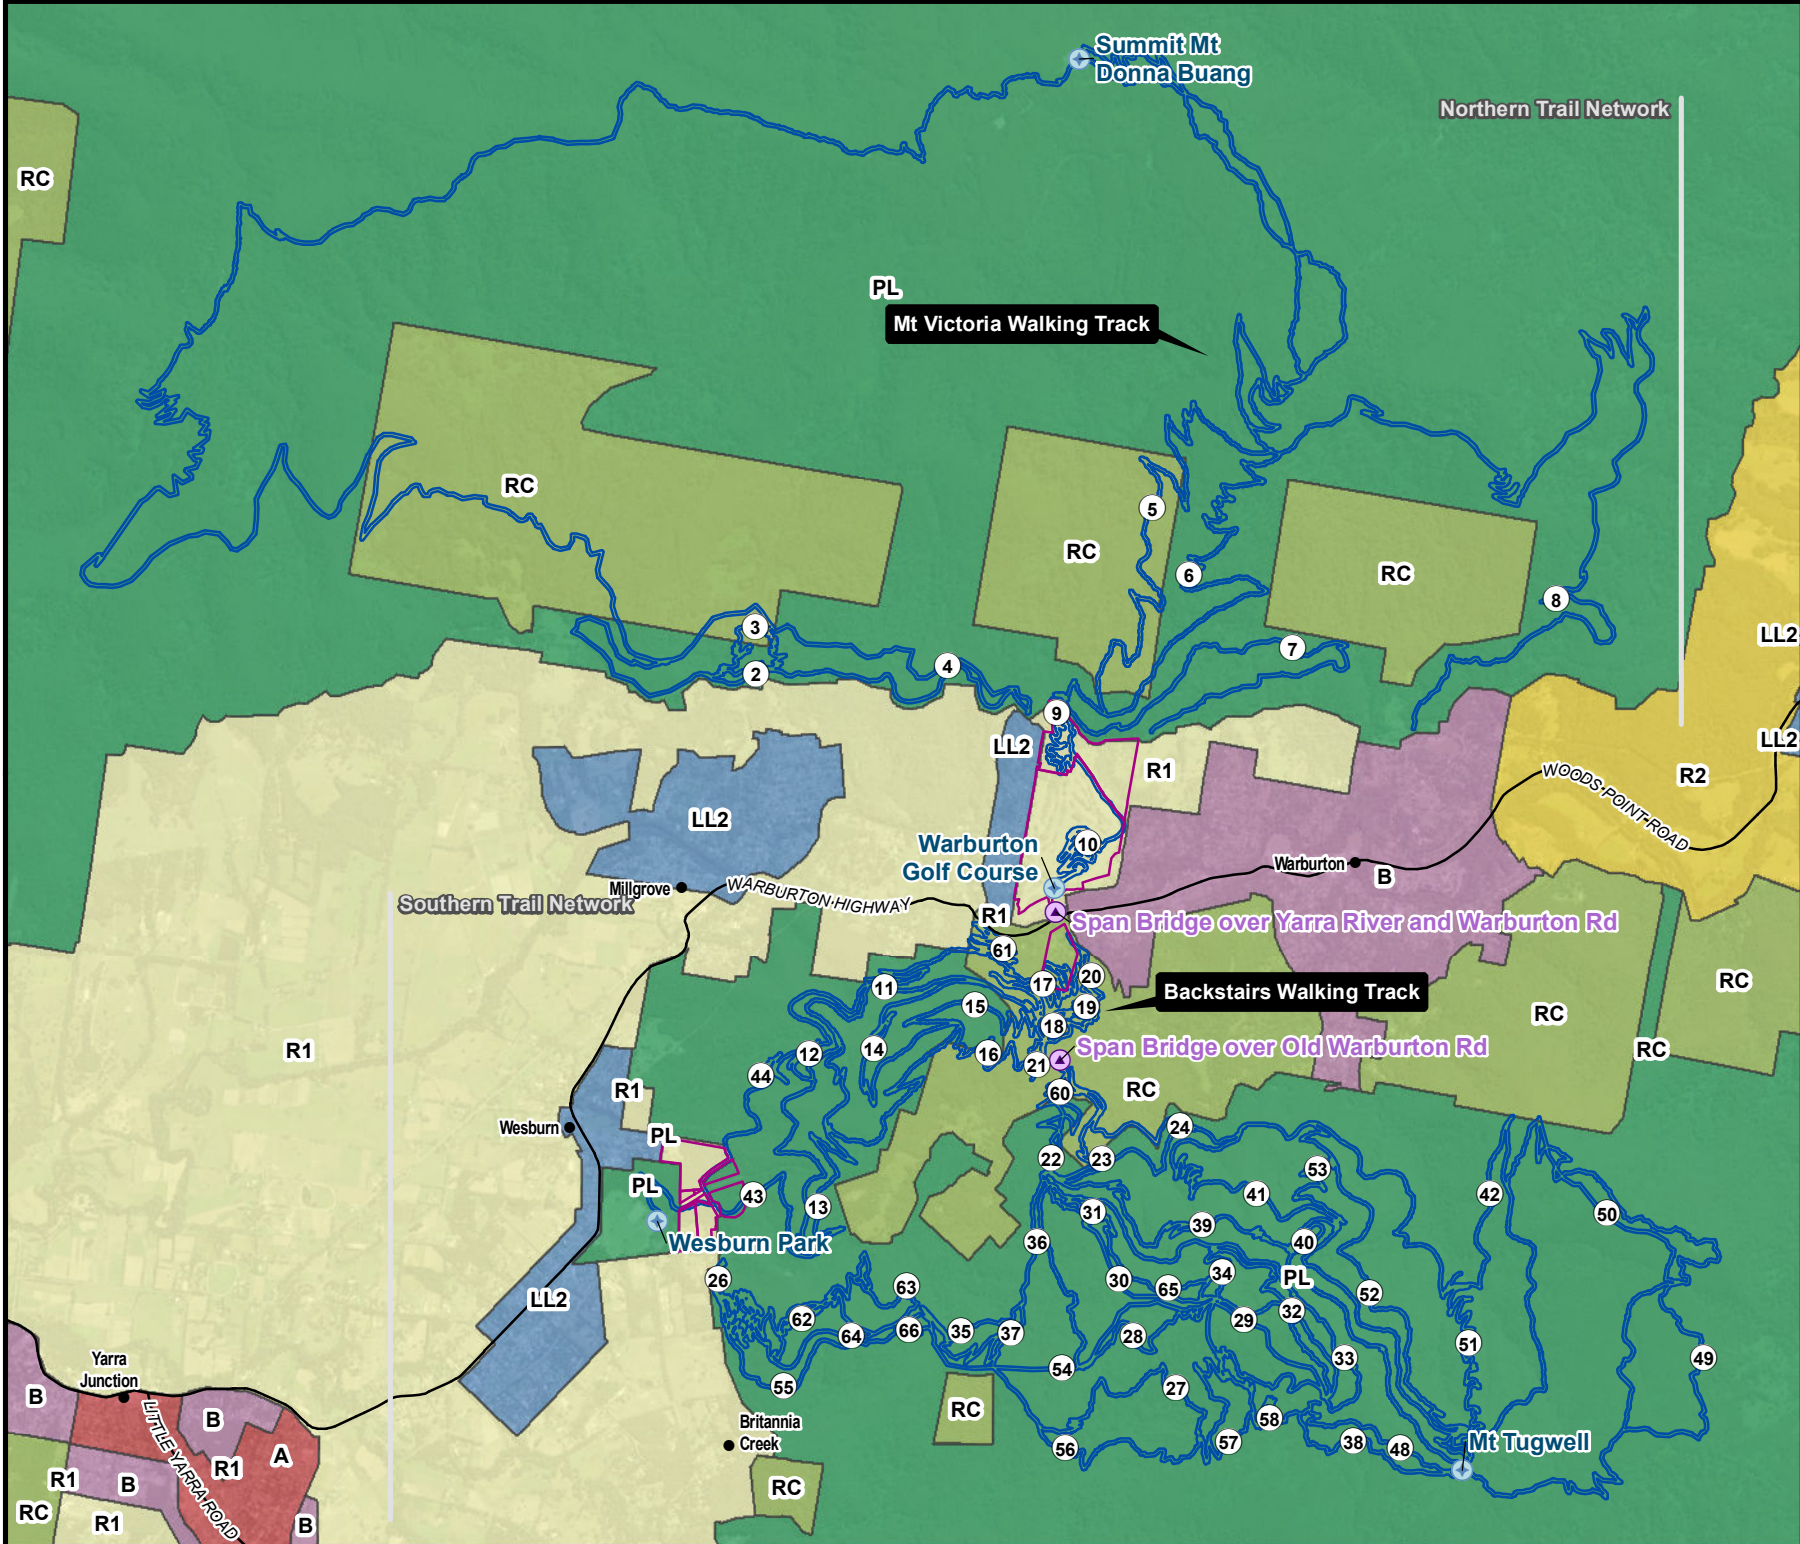 Summit Mt
Donna Buang
Northern Trail Network
RC
PL
Mt Victoria Walking Track
RC
5
RC
6
RC
8
3
7
LL2
2
4
9
LL2
LL2
R1
R2
WOODS POINT ROAD
LL2
10
Warburton
Golf Course
Warburton
B
Millgrove
WARBURTON HIGHWAY
Southern Trail Network
R1
Span Bridge over Yarra River and Warburton Rd
61
20
17
RC
11
Backstairs Walking Track
15
19
RC
18
14
Span Bridge over Old Warburton Rd
RC
R1
12
16
21
44
R1
60
RC
Wesburn
24
PL
22
23
53
PL
43
41
42
13
31
50
39
Wesburn Park
36
40
26
34
30
PL
63
65
52
LL2
62
32
29
66
35
37
64
28
51
Yarra
Junction
33
49
54
55
27
B
B
RC
58
Britannia
Creek
57
38
48
Mt Tugwell
56
LITTLE YARRA ROAD
A
R1
R1
B
RC
RC
R1
B